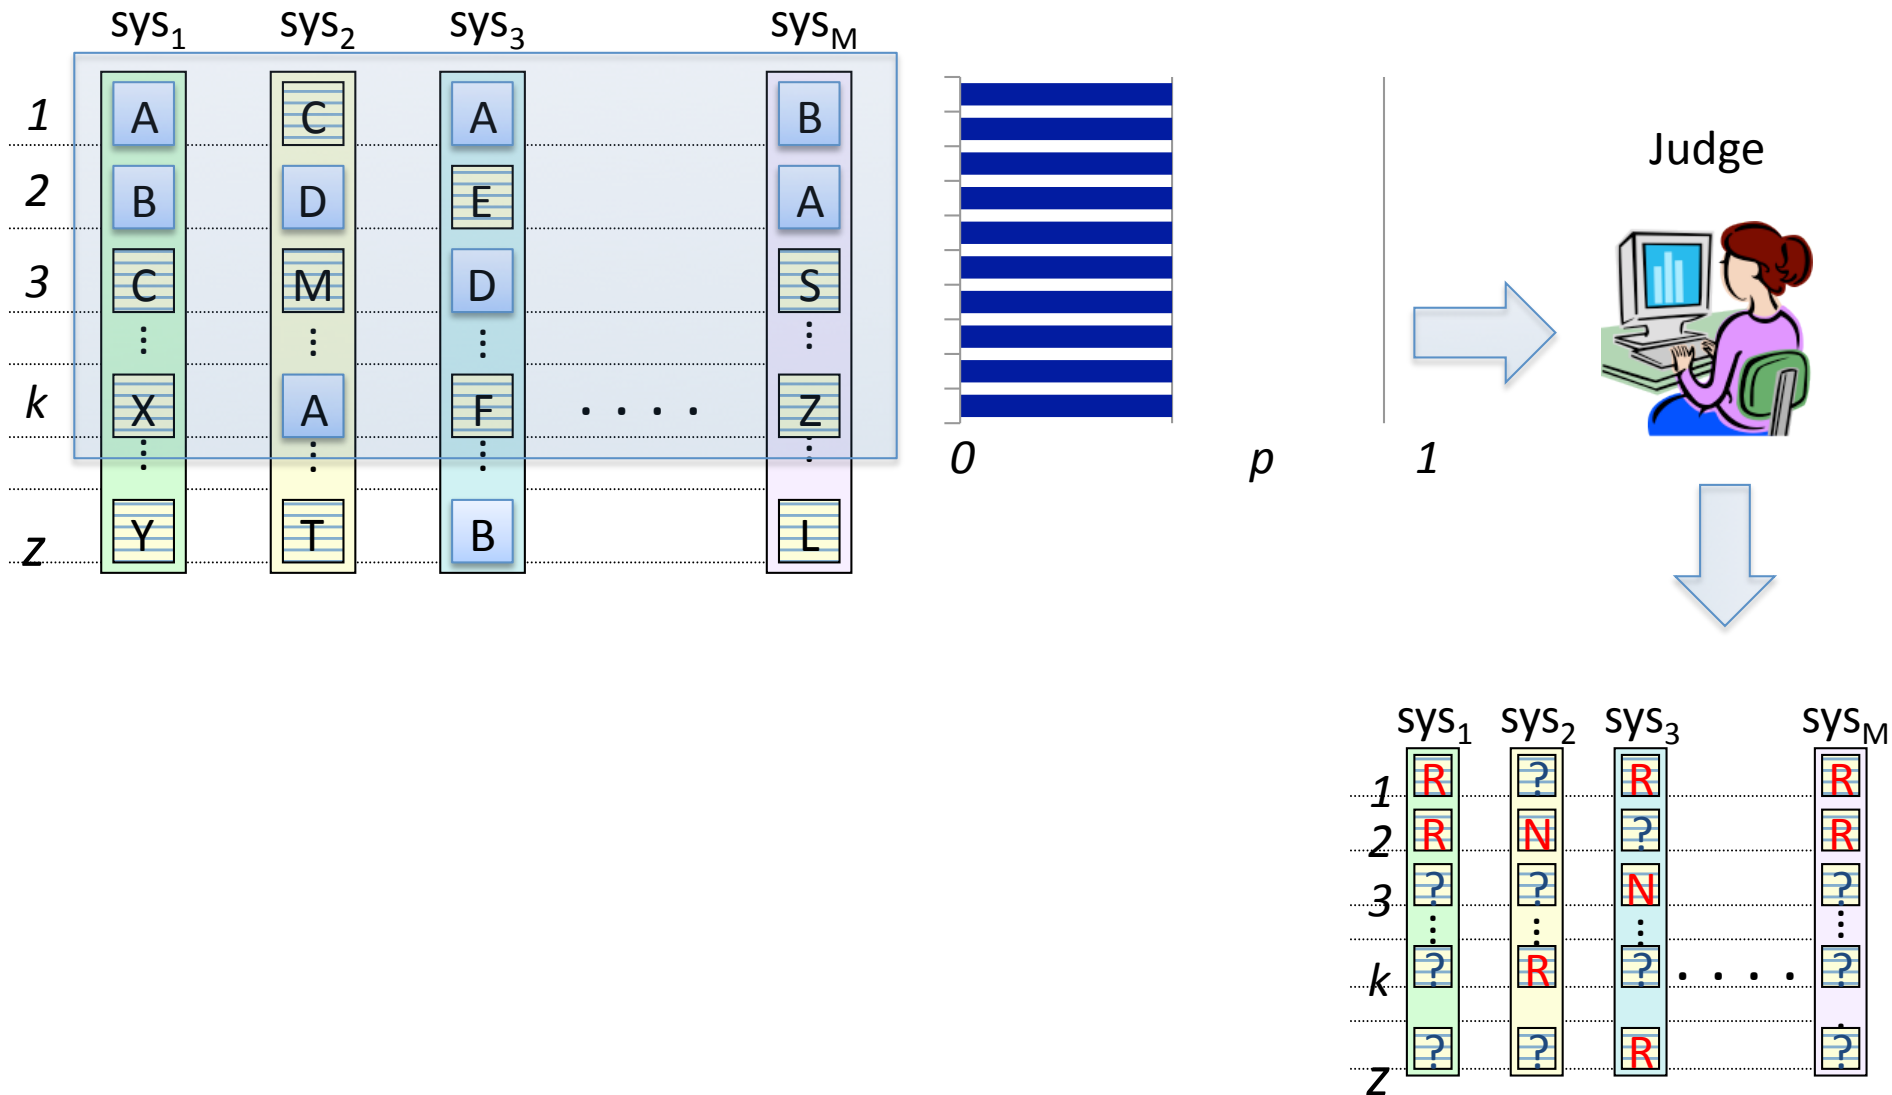 sys1 sys2 sys3 sysM
1 A C A B
2 B D E A
3 C M D S
k X A F . . . . Z
z Y T B L
0 p 1
Judge
sys1 sys2 sys3 sysM
1 R ? R R
2 R N ? R
3 ? ? N ?
k ? R ? . . . . ?
z ? ? R ?